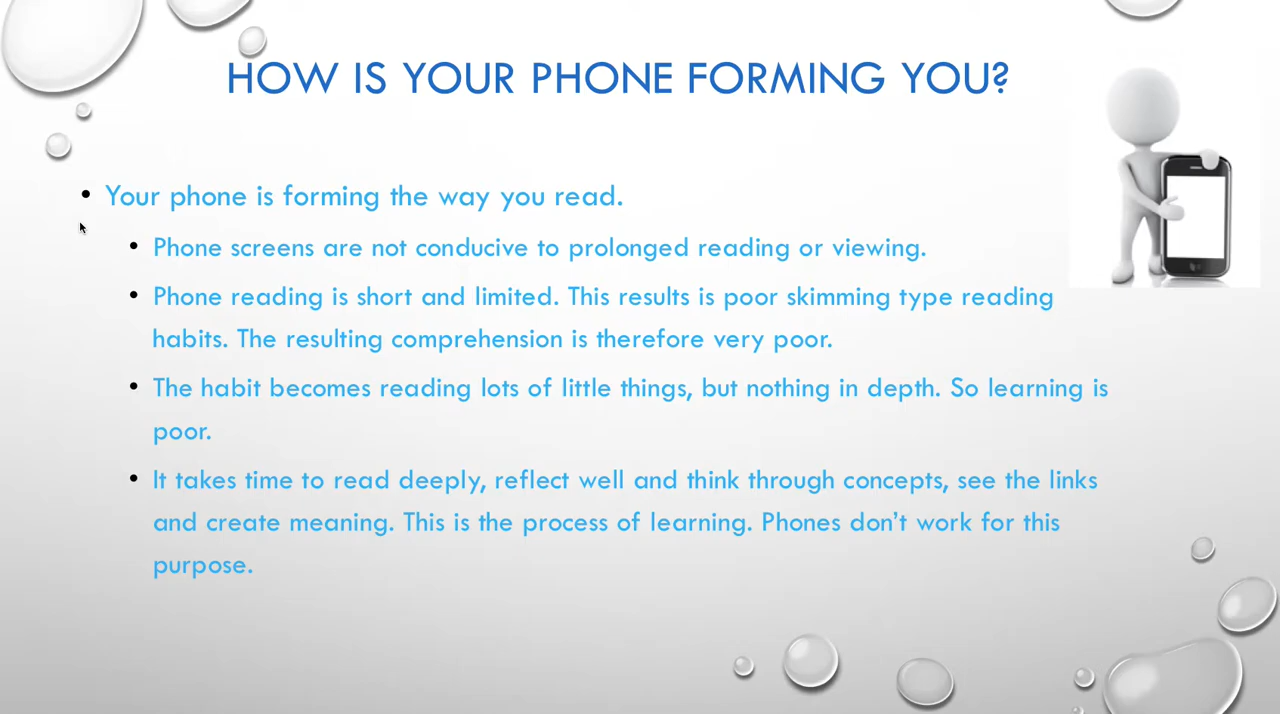 HOW IS YOUR PHONE FORMING YOU?
• Your phone is forming the way you read.
• Phone screens are not conducive to prolonged reading or viewing.
• Phone reading is short and limited. This results is poor skimming type reading
habits. The resulting comprehension is therefore very poor.
• The habit becomes reading lots of little things, but nothing in depth. So learning is
poor.
• It takes time to read deeply, reflect well and think through concepts, see the links
and create meaning. This is the process of learning. Phones don’t work for this
purpose.